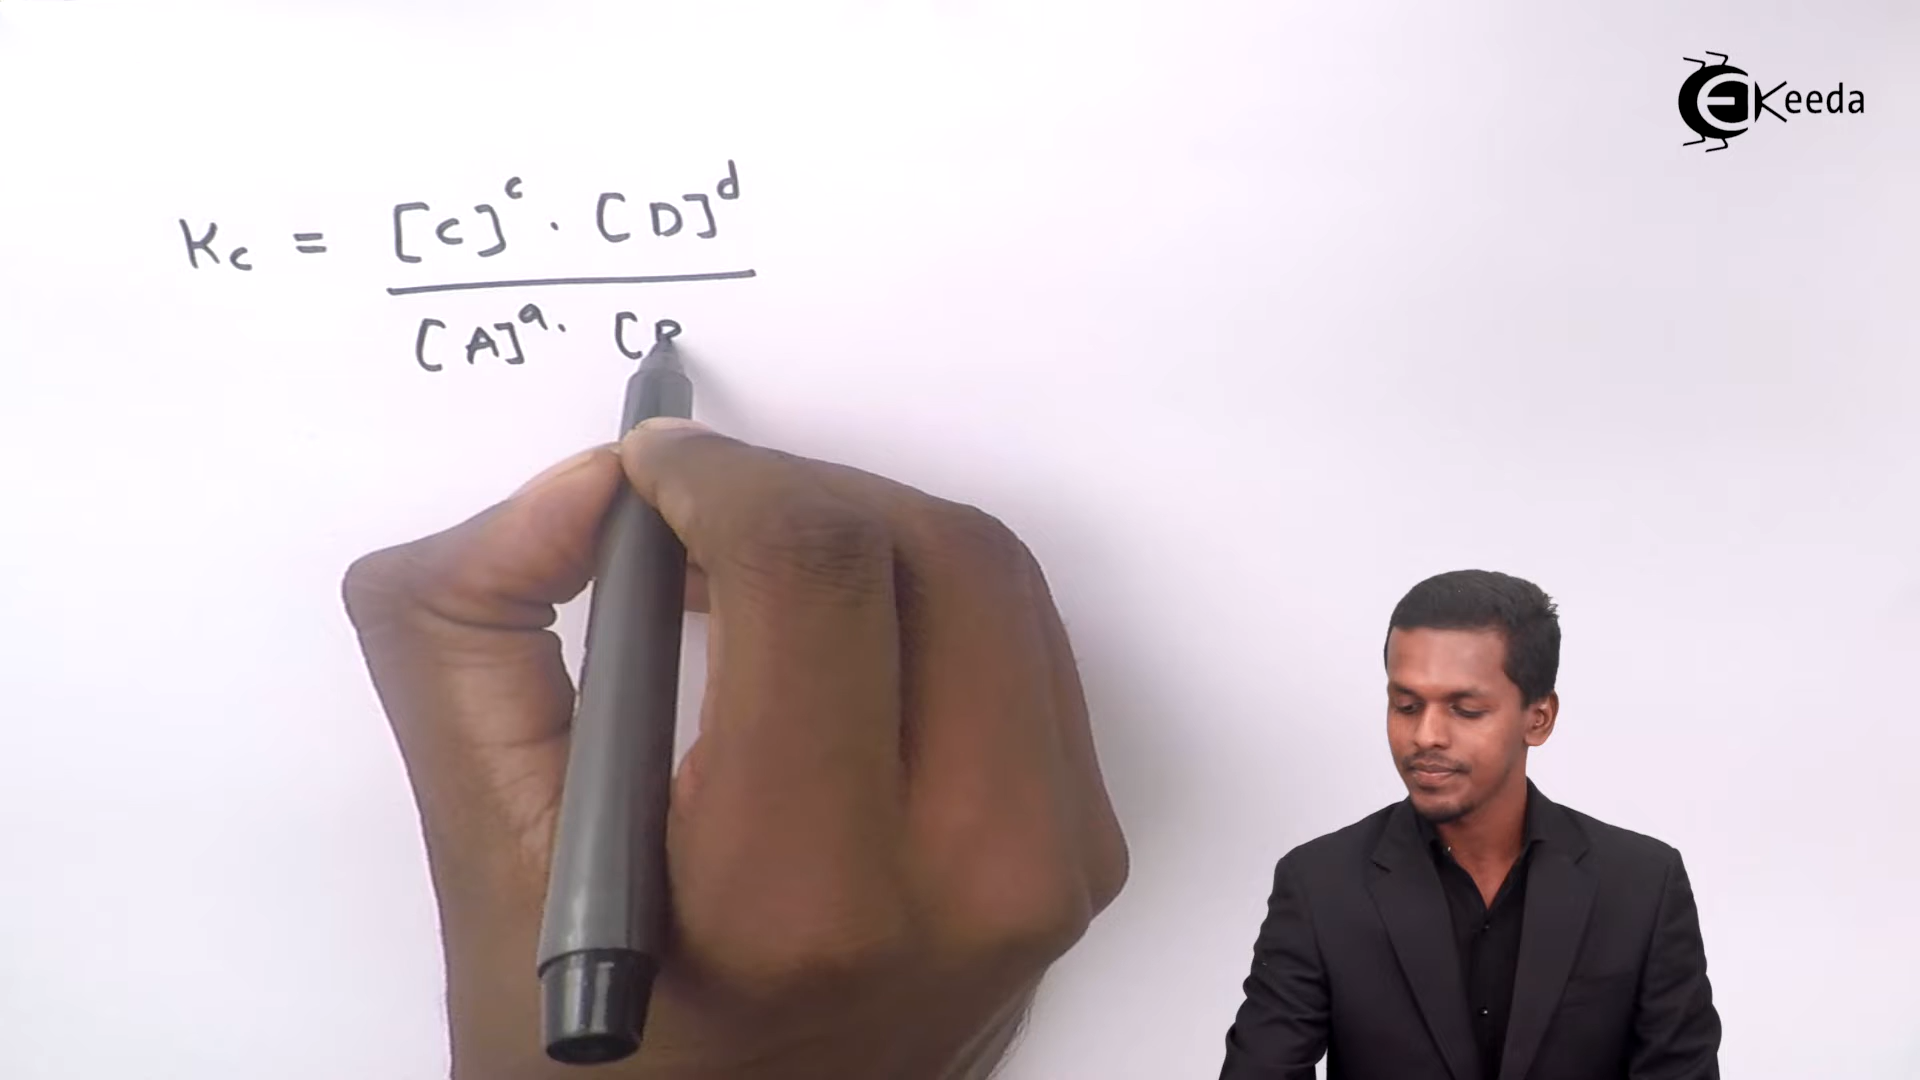 EKeeda
Kc = [C]^c · [D]^d
[A]^a · [B